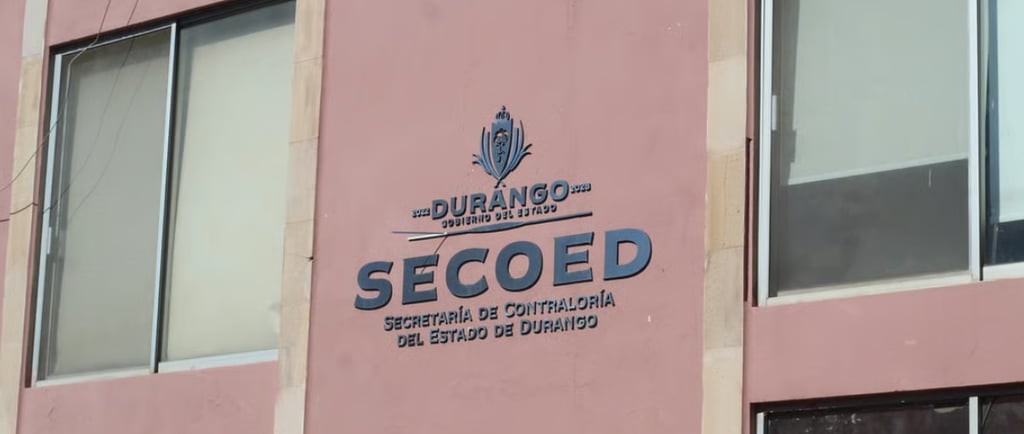 2022 DURANGO 2028
GOBIERNO DEL ESTADO
SECOED
SECRETARÍA DE CONTRALORÍA
DEL ESTADO DE DURANGO